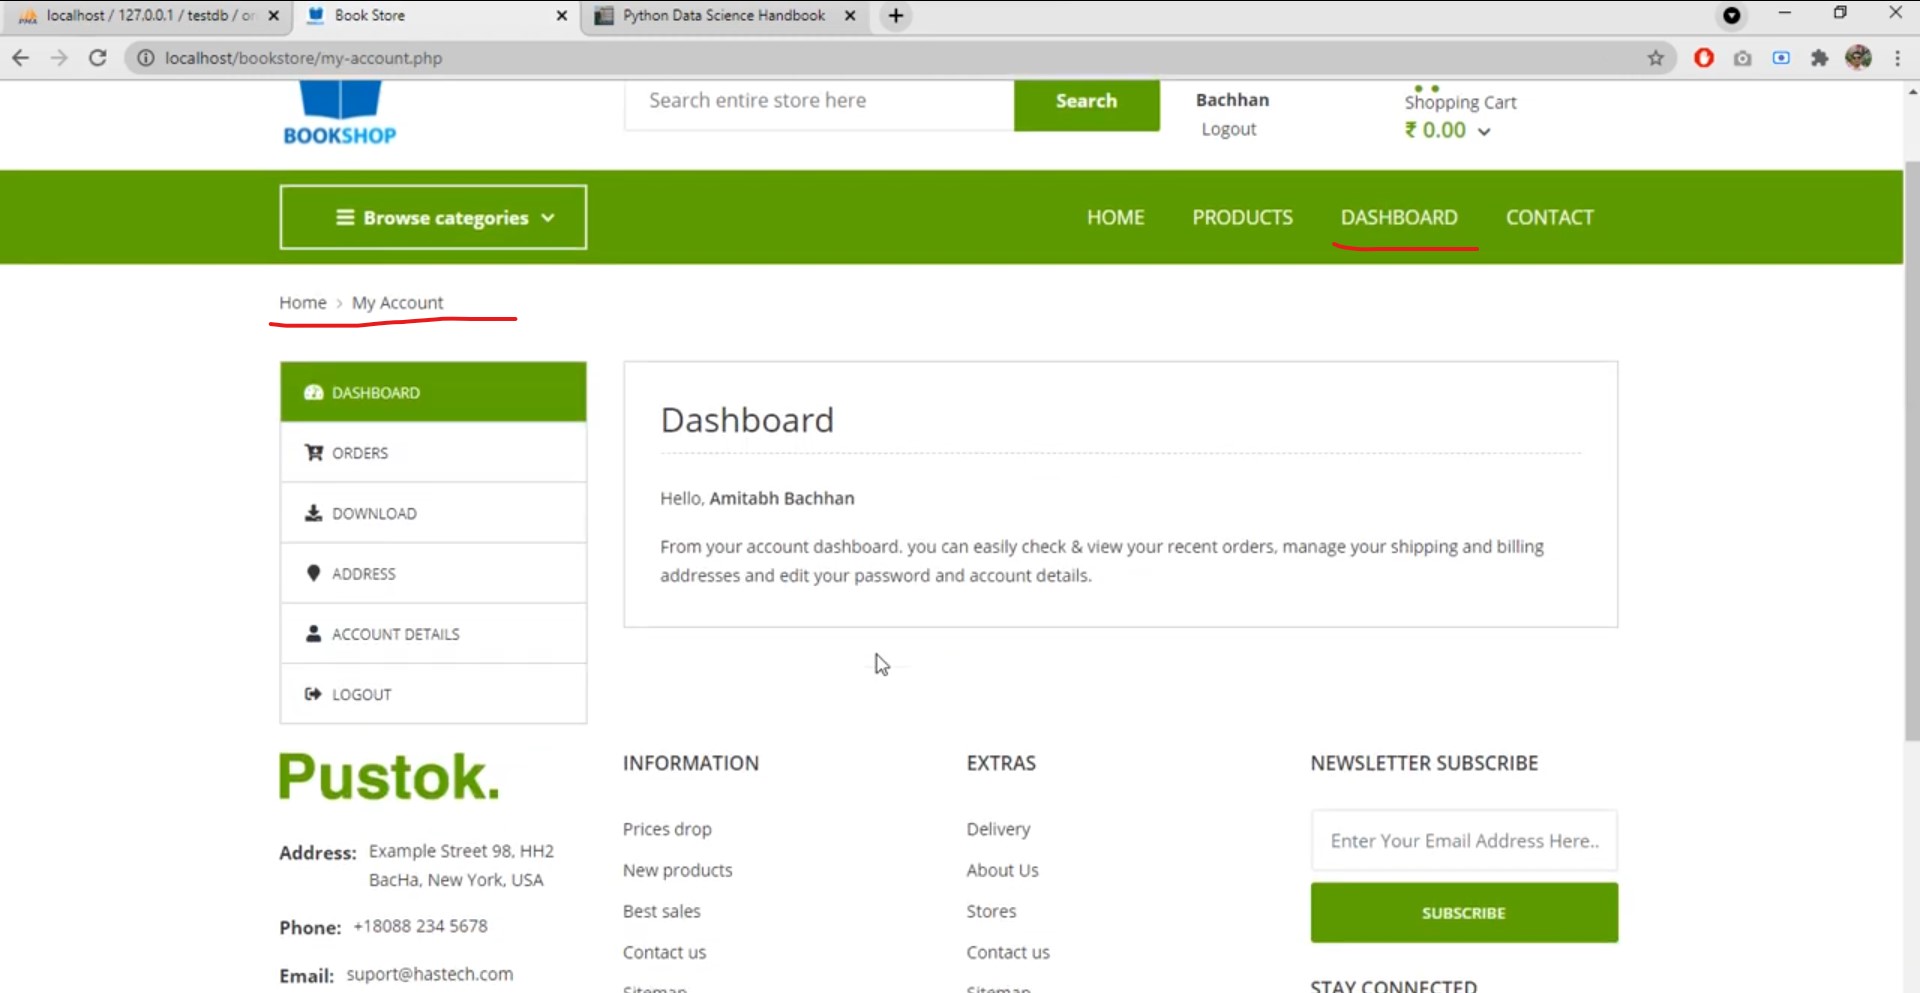 localhost / 127.0.0.1 / testdb / or
Book Store
Python Data Science Handbook
localhost/bookstore/my-account.php
BOOKSHOP
Search entire store here
Search
Bachhan
Logout
Shopping Cart
₹ 0.00
Browse categories
HOME PRODUCTS DASHBOARD CONTACT
Home > My Account
DASHBOARD
ORDERS
DOWNLOAD
ADDRESS
ACCOUNT DETAILS
LOGOUT
Dashboard
Hello, Amitabh Bachhan
From your account dashboard. you can easily check & view your recent orders, manage your shipping and billing
addresses and edit your password and account details.
Pustok.
Address: Example Street 98, HH2
BacHa, New York, USA
Phone: +18088 234 5678
Email: suport@hastech.com
INFORMATION
Prices drop
New products
Best sales
Contact us
Sitemap
EXTRAS
Delivery
About Us
Stores
Contact us
Sitemap
NEWSLETTER SUBSCRIBE
Enter Your Email Address Here..
SUBSCRIBE
STAY CONNECTED